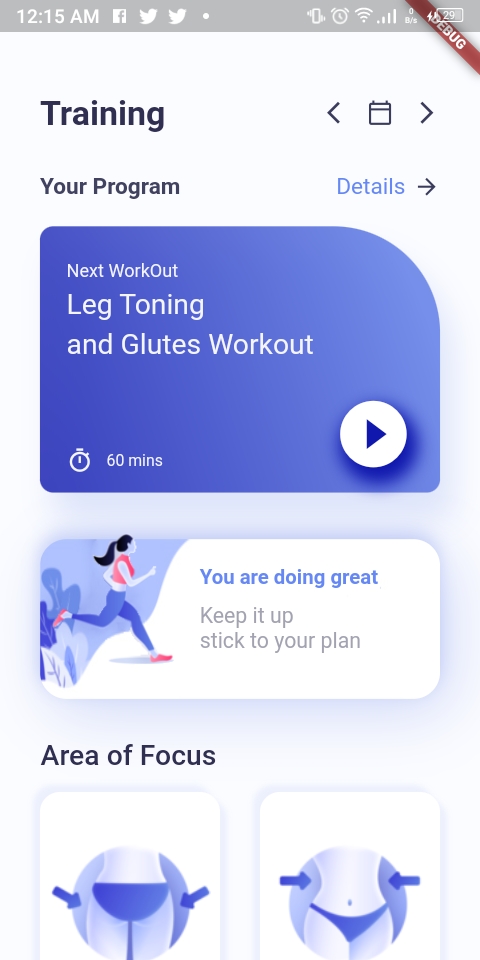 12:15 AM
0
B/s
29
DEBUG
Training
Your Program
Details
Next WorkOut
Leg Toning
and Glutes Workout
60 mins
You are doing great
Keep it up
stick to your plan
Area of Focus